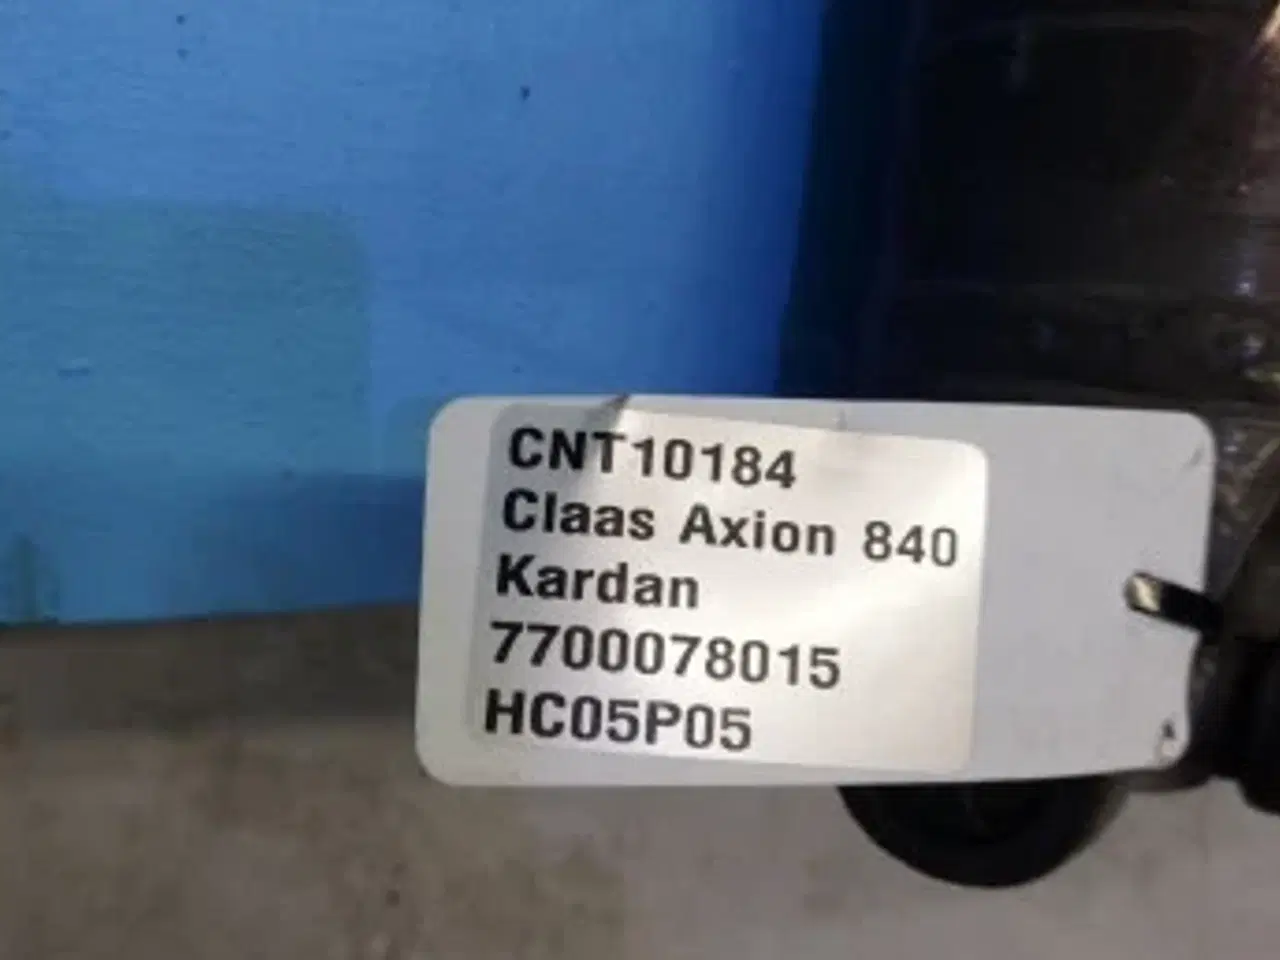 CNT10184
Claas Axion 840
Kardan
7700078015
HC05P05